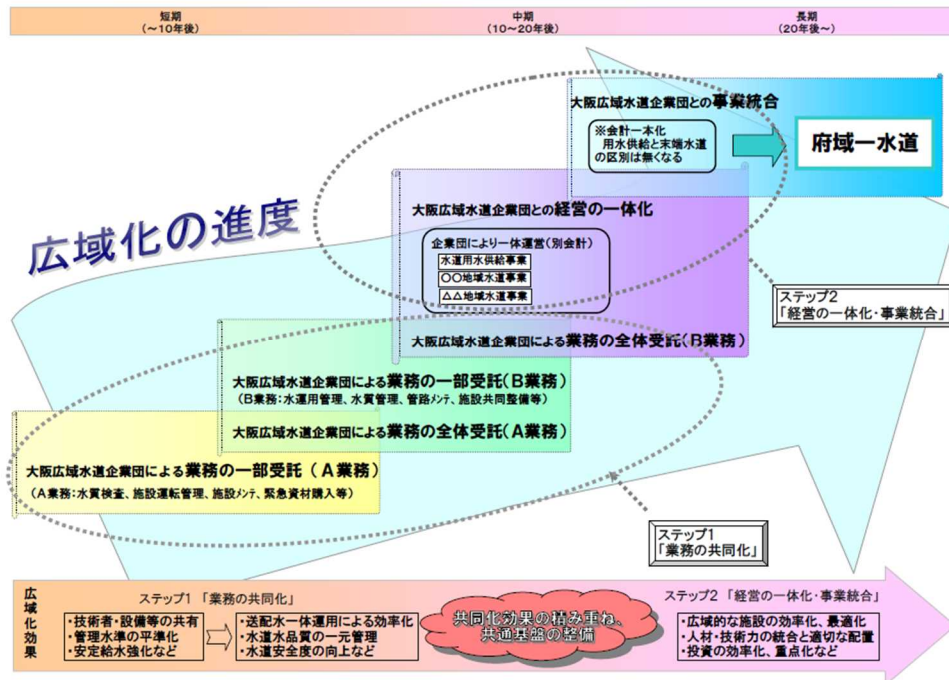 短期
(～10年後)
中期
(10～20年後)
長期
(20年後～)
大阪広域水道企業団との事業統合
※会計一本化
用水供給と末端水道
の区別は無くなる
府域一水道
広域化の進度
大阪広域水道企業団との経営の一体化
企業団により一体運営(別会計)
水道用水供給事業
〇〇地域水道事業
△△地域水道事業
ステップ2
「経営の一体化・事業統合」
大阪広域水道企業団による業務の全体受託(B業務)
大阪広域水道企業団による業務の一部受託(B業務)
(B業務:水運用管理、水質管理、管路ﾒﾝﾃ、施設共同整備等)
大阪広域水道企業団による業務の全体受託(A業務)
大阪広域水道企業団による業務の一部受託(A業務)
(A業務:水質検査、施設運転管理、施設ﾒﾝﾃ、緊急資材購入等)
ステップ1
「業務の共同化」
広域化効果
ステップ1 「業務の共同化」
・技術者・設備等の共有
・管理水準の平準化
・安定給水強化など
・送配水一体運用による効率化
・水道水品質の一元管理
・水道安全度の向上など
共同化効果の積み重ね、
共通基盤の整備
ステップ2 「経営の一体化・事業統合」
・広域的な施設の効率化、最適化
・人材・技術力の統合と適切な配置
・投資の効率化、重点化など